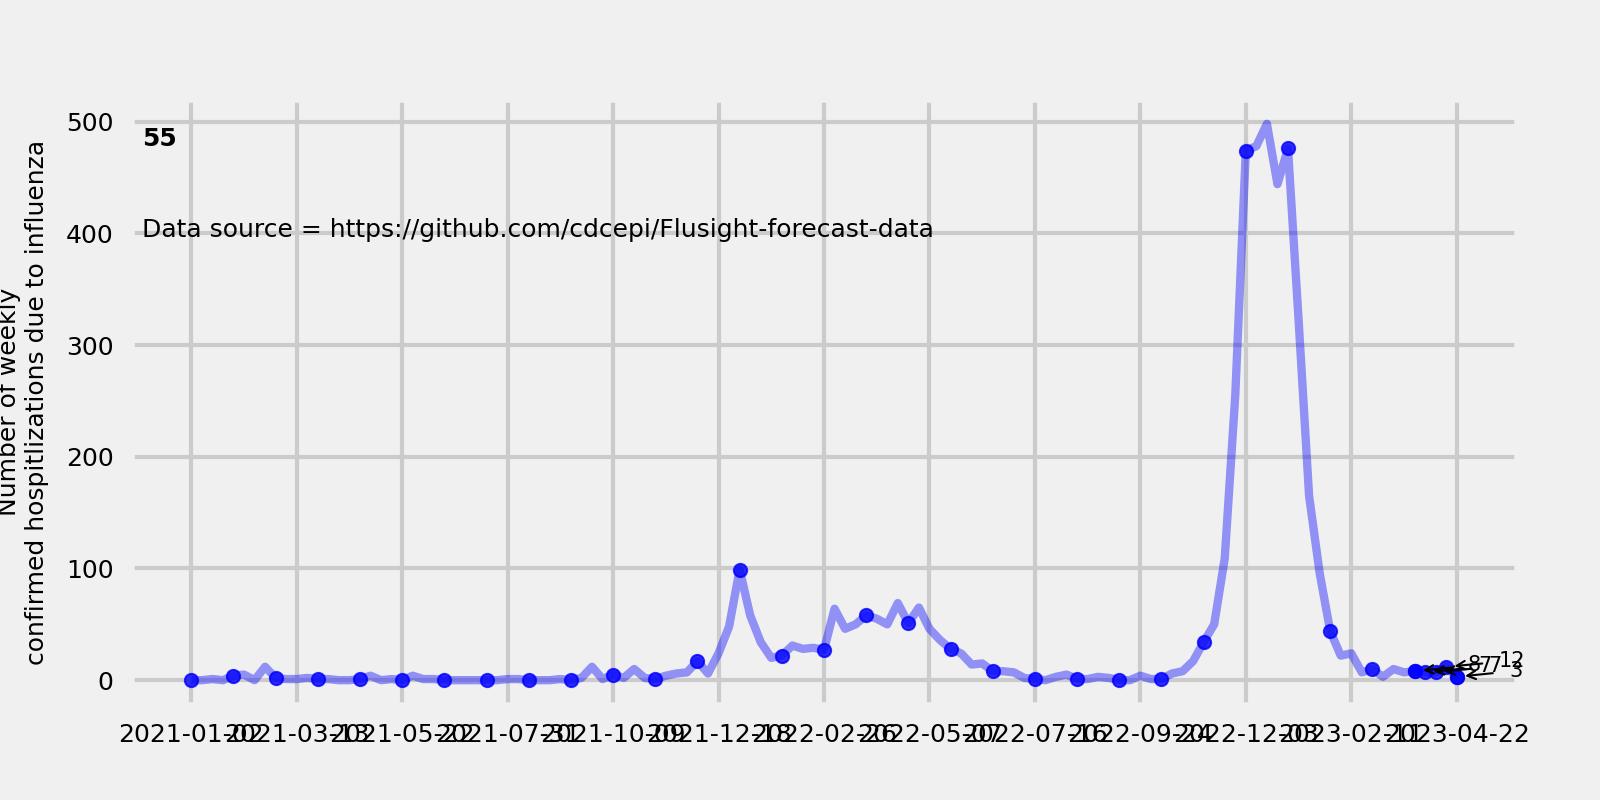 500
55
400
Data source = https://github.com/cdcepi/Flusight-forecast-data
300
200
100
0
Number of weekly
confirmed hospitlizations due to influenza
8 7 7 12 3
2021-01-02 2021-03-13 2021-05-22 2021-07-31 2021-10-09 2021-12-18 2022-02-26 2022-05-07 2022-07-16 2022-09-24 2022-12-03 2023-02-11 2023-04-22